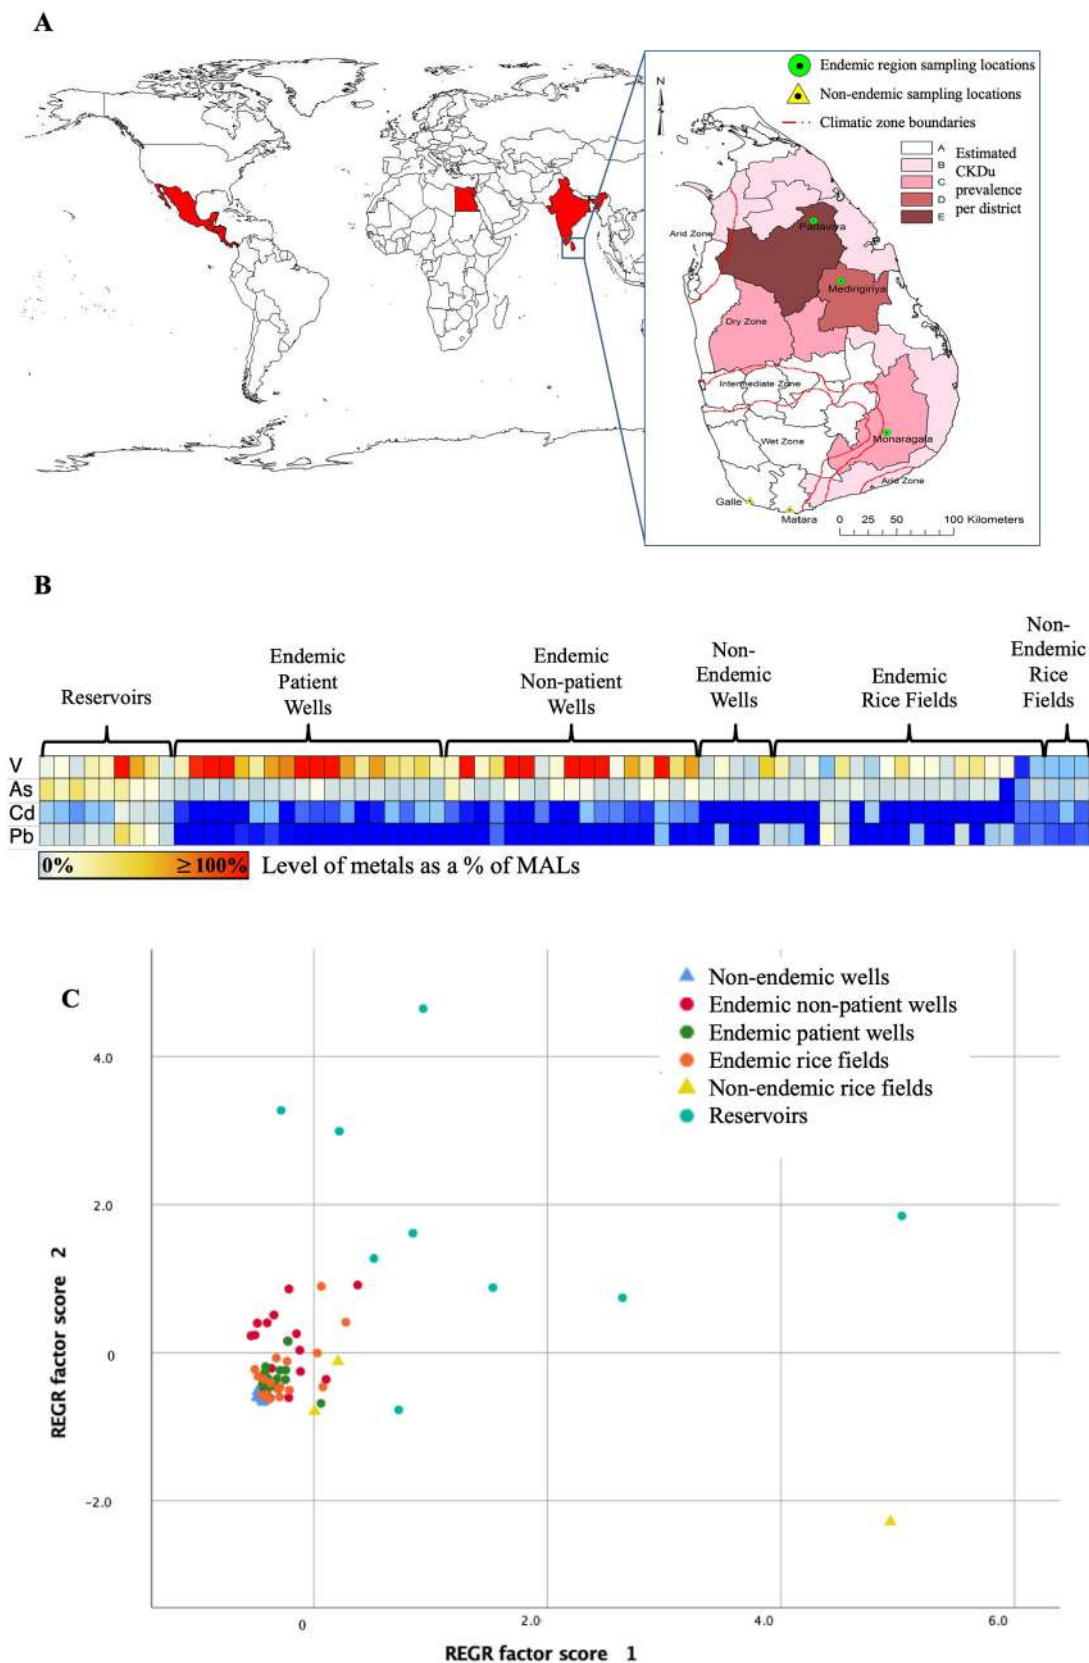 A
Endemic region sampling locations
Non-endemic sampling locations
Climatic zone boundaries
N
A
B
C
D
E
Estimated
CKDu
prevalence
per district
Padaviya
Arid Zone
Medirigiriya
Dry Zone
Intermediate Zone
Wet Zone
Monaragala
Arid Zone
Galle
Matara
0 25 50 100 Kilometers
B
Reservoirs
Endemic
Patient
Wells
Endemic
Non-patient
Wells
Non-
Endemic
Wells
Endemic
Rice Fields
Non-
Endemic
Rice
Fields
V
As
Cd
Pb
0% ≥100% Level of metals as a % of MALs
C
Non-endemic wells
Endemic non-patient wells
Endemic patient wells
Endemic rice fields
Non-endemic rice fields
Reservoirs
4.0
2.0
0
-2.0
REGR factor score 2
0 2.0 4.0 6.0
REGR factor score 1